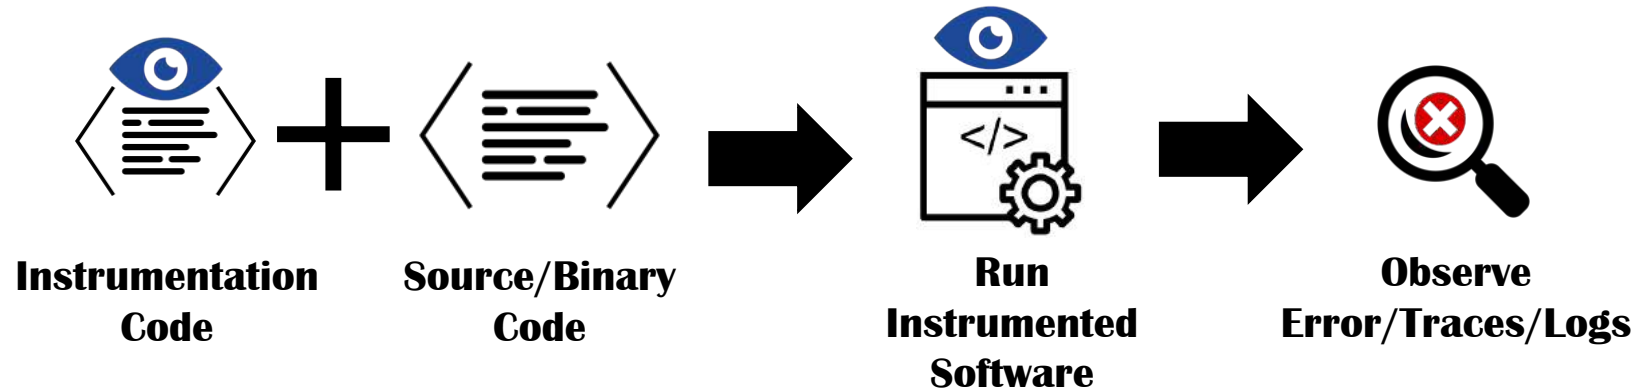 </>
Instrumentation
Code
Source/Binary
Code
Run
Instrumented
Software
Observe
Error/Traces/Logs